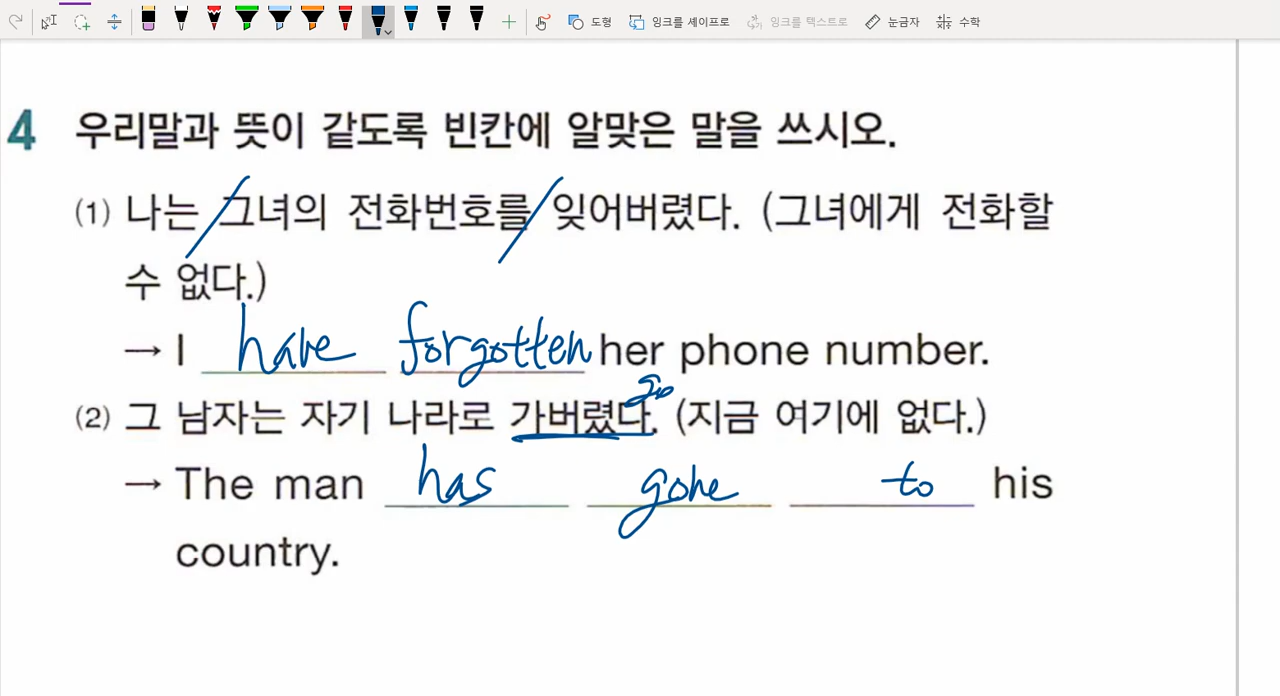 도형 잉크를 셰이프로 잉크를 텍스트로 눈금자 수학
4 우리말과 뜻이 같도록 빈칸에 알맞은 말을 쓰시오.
(1) 나는 그녀의 전화번호를 잊어버렸다. (그녀에게 전화할
수 없다.)
→ I have forgotten her phone number.
go
(2) 그 남자는 자기 나라로 가버렸다. (지금 여기에 없다.)
→ The man has gone to his
country.